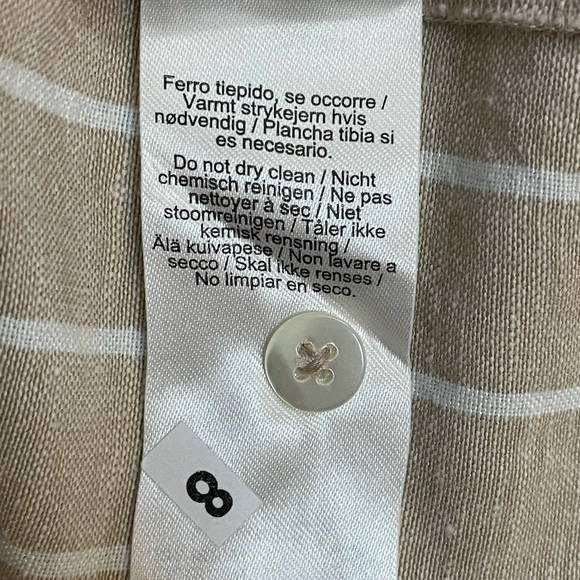 Ferro tiepido, se occorre /
Varmt strykejern hvis
nødvendig / Plancha tibia si
es necesario.
Do not dry clean / Nicht
chemisch reinigen / Ne pas
nettoyer à sec / Niet
stoomreinigen / Tåler ikke
kemisk rensning /
Älä kuivapese / Non lavare a
secco / Skal ikke renses /
No limpiar en seco.
8